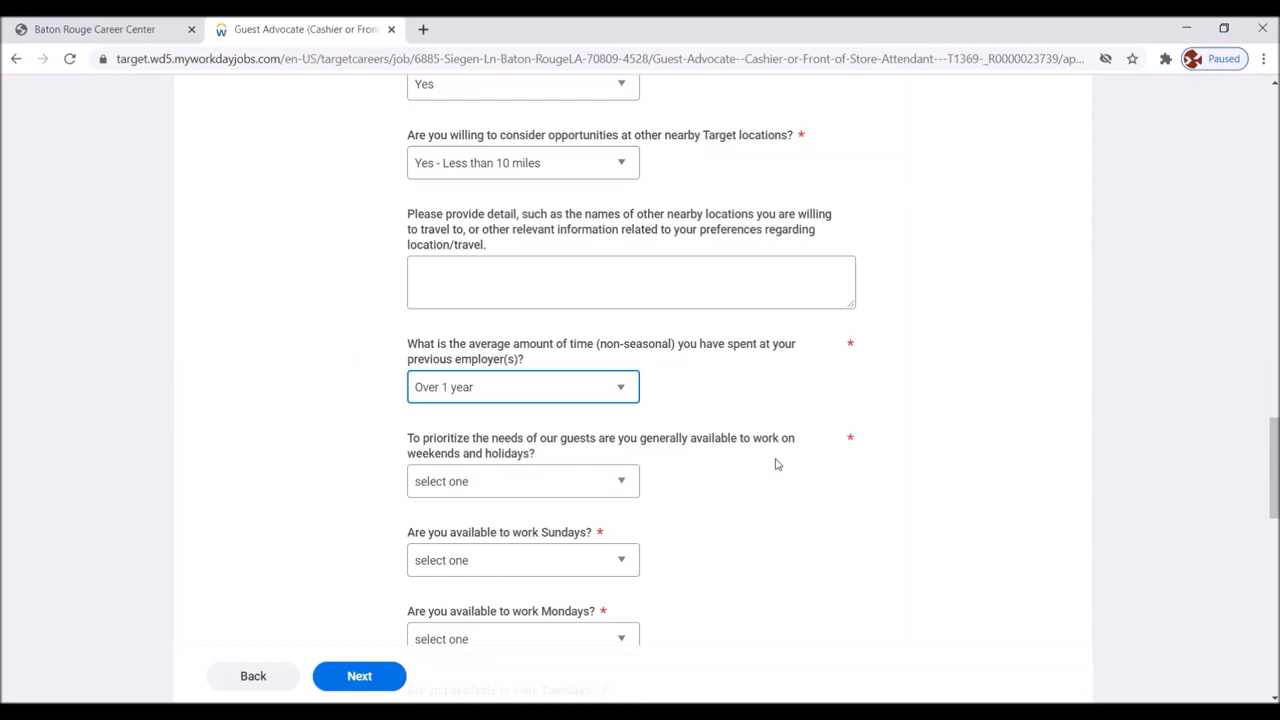 Baton Rouge Career Center
Guest Advocate (Cashier or Front
target.wd5.myworkdayjobs.com/en-US/targetcareers/job/6885-Siegen-Ln-Baton-RougeLA-70809-4528/Guest-Advocate--Cashier-or-Front-of-Store-Attendant---T1369-_R0000023739/ap...
Paused
Yes
Are you willing to consider opportunities at other nearby Target locations? *
Yes - Less than 10 miles
Please provide detail, such as the names of other nearby locations you are willing
to travel to, or other relevant information related to your preferences regarding
location/travel.
What is the average amount of time (non-seasonal) you have spent at your *
previous employer(s)?
Over 1 year
To prioritize the needs of our guests are you generally available to work on *
weekends and holidays?
select one
Are you available to work Sundays? *
select one
Are you available to work Mondays? *
select one
Back
Next
Are you available to work Tuesdays? *